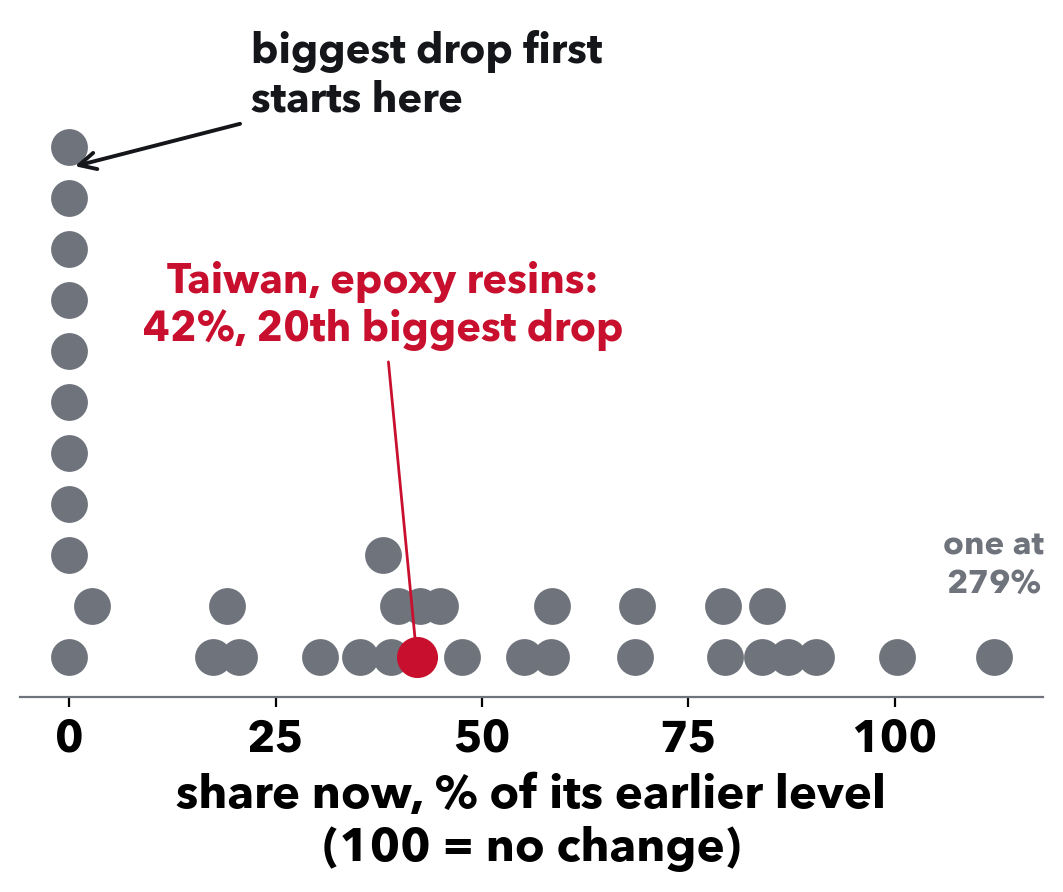 biggest drop first
starts here
Taiwan, epoxy resins:
42%, 20th biggest drop
one at
279%
0 25 50 75 100
share now, % of its earlier level
(100 = no change)